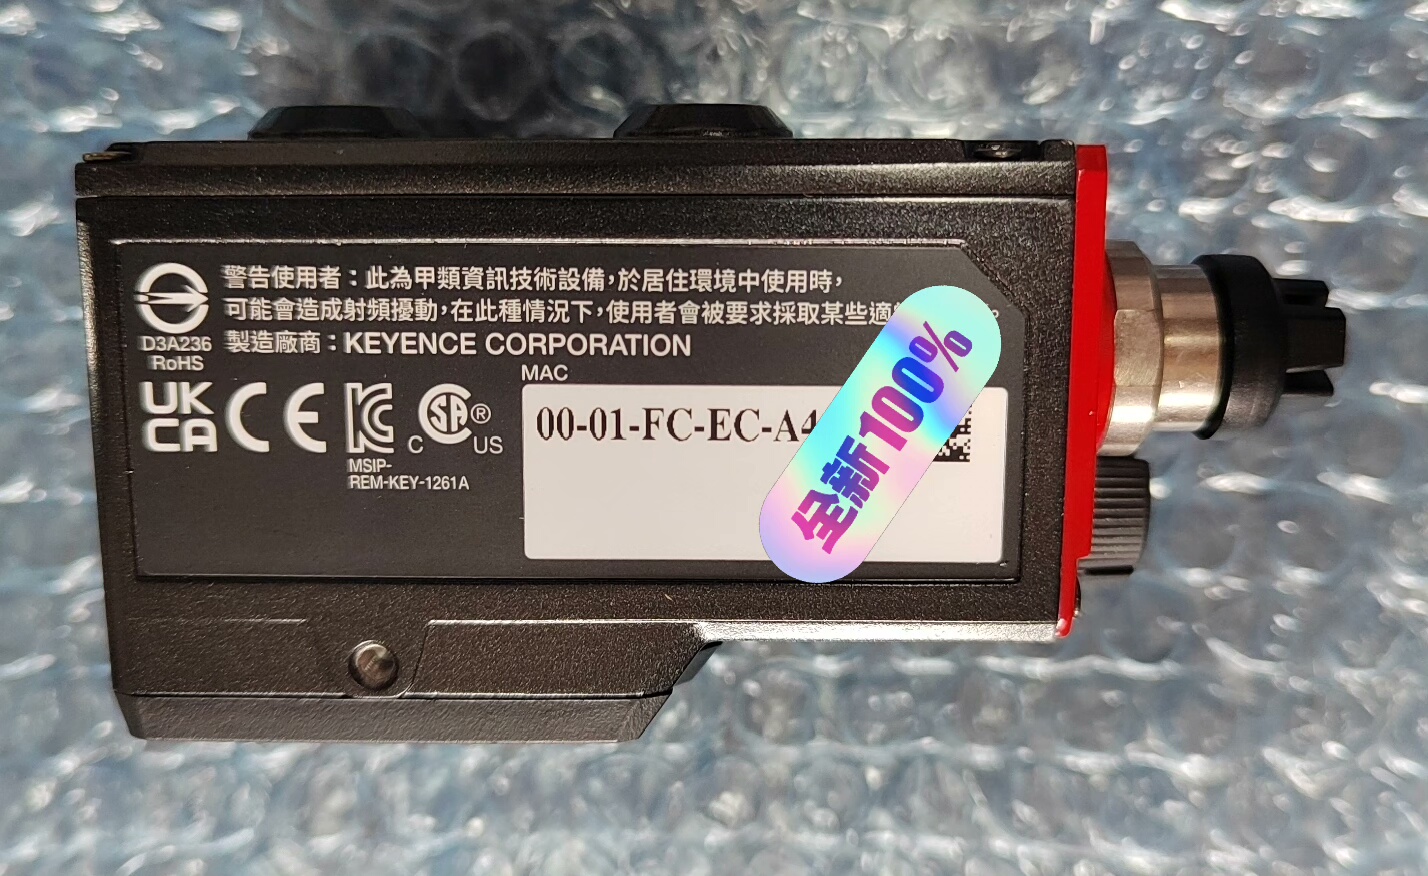 警告使用者：此為甲類資訊技術設備，於居住環境中使用時，
可能會造成射頻擾動，在此種情況下，使用者會被要求採取某些適
製造廠商：KEYENCE CORPORATION
D3A236
RoHS
UK
CA
CE
MSIP-
REM-KEY-1261A
C SA ® US
MAC
00-01-FC-EC-A4
全新100%